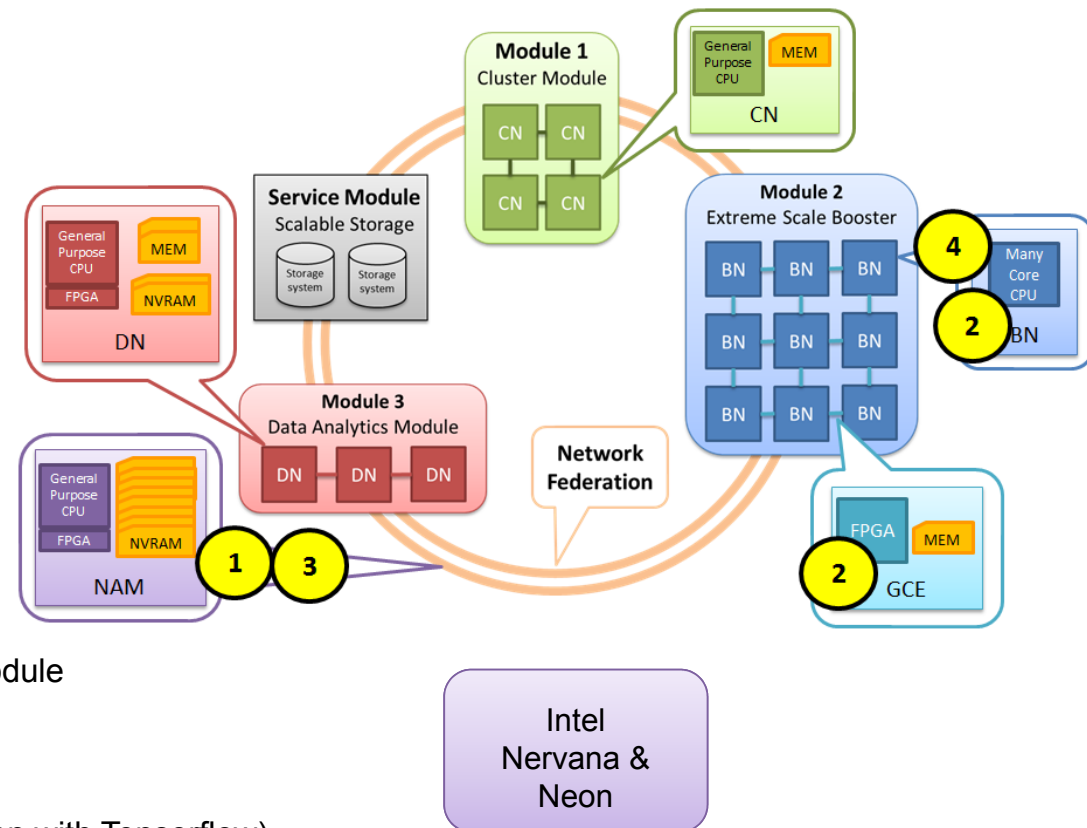 Module 1
Cluster Module
CN
CN
CN
CN
General
Purpose
CPU
MEM
CN
Service Module
Scalable Storage
Storage
system
Storage
system
Module 2
Extreme Scale Booster
BN
BN
BN
BN
BN
BN
BN
BN
BN
4
Many
Core
CPU
2
BN
General
Purpose
CPU
FPGA
MEM
NVRAM
DN
Module 3
Data Analytics Module
DN
DN
DN
Network
Federation
General
Purpose
CPU
FPGA
NVRAM
NAM
1
3
FPGA
MEM
2
GCE
odule
Intel
Nervana &
Neon
with Tensorflow)